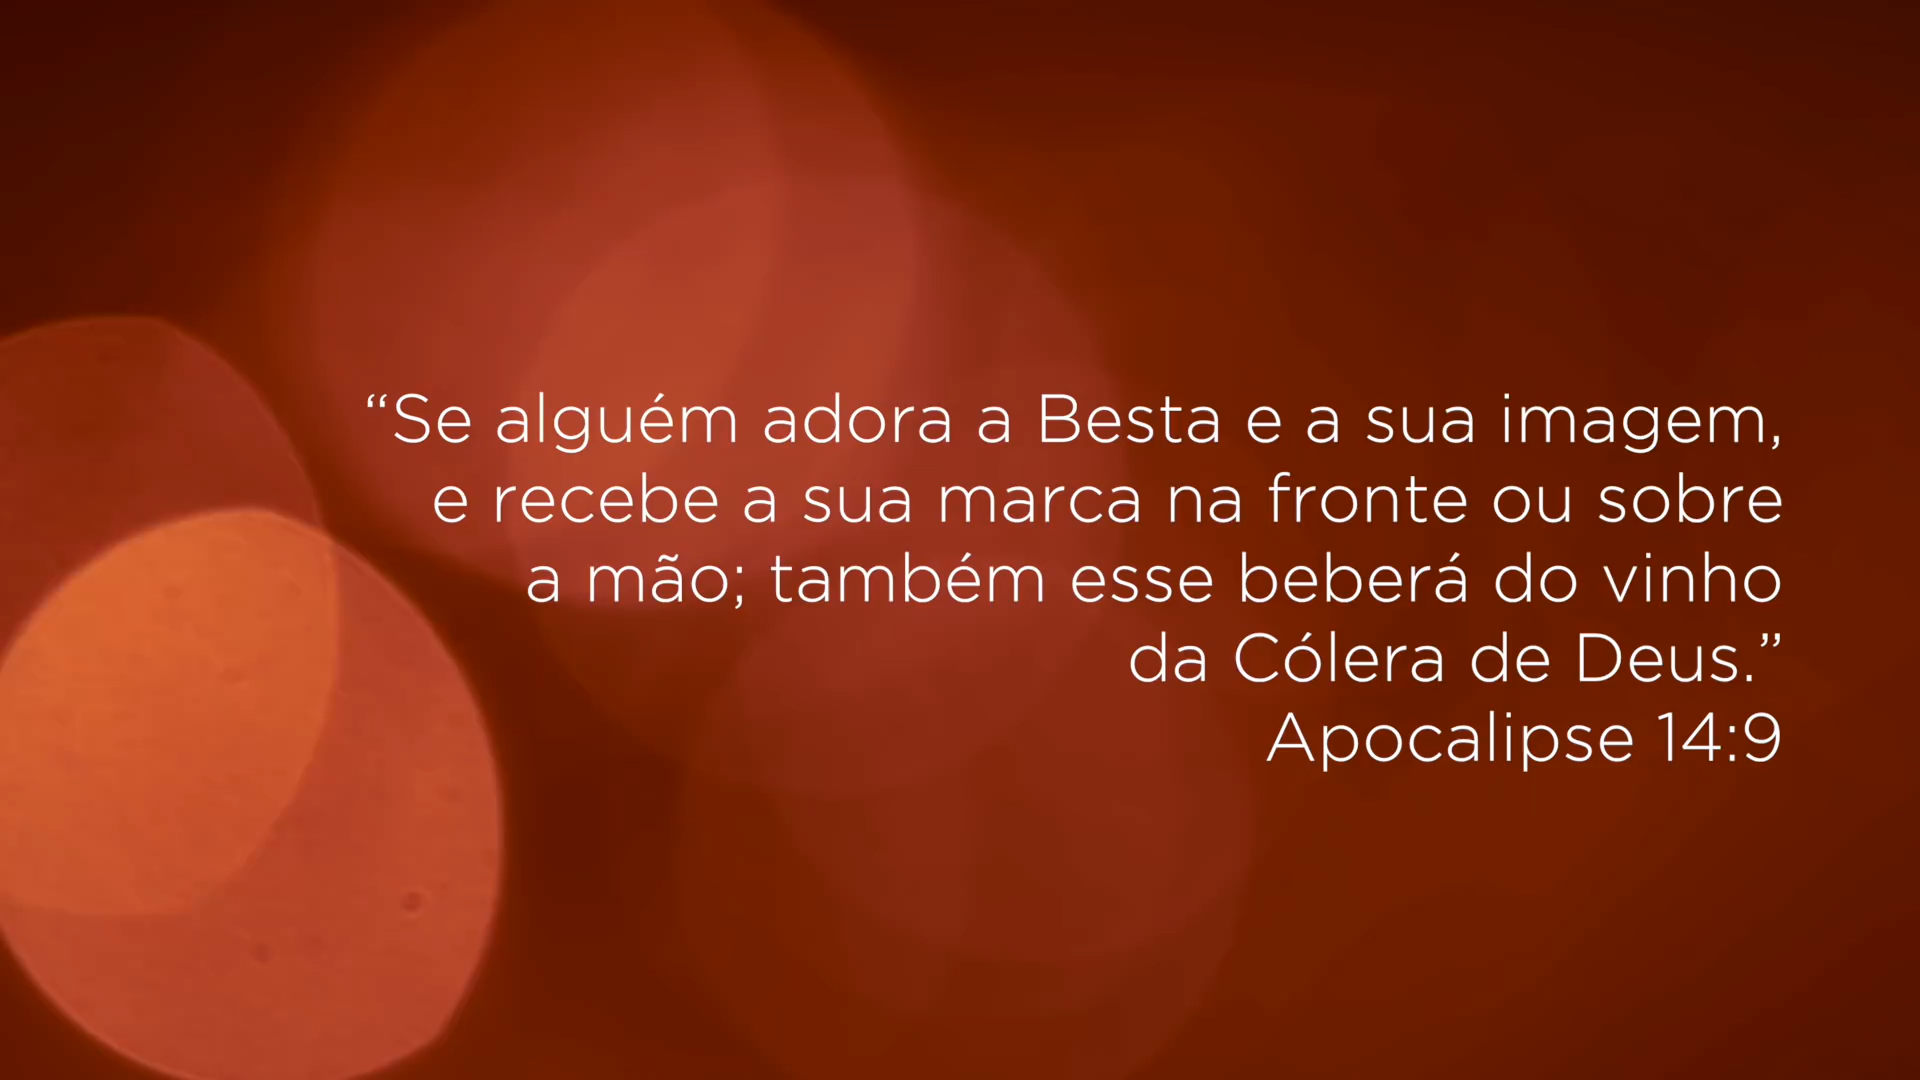 “Se alguém adora a Besta e a sua imagem,
e recebe a sua marca na fronte ou sobre
a mão; também esse beberá do vinho
da Cólera de Deus.”
Apocalipse 14:9